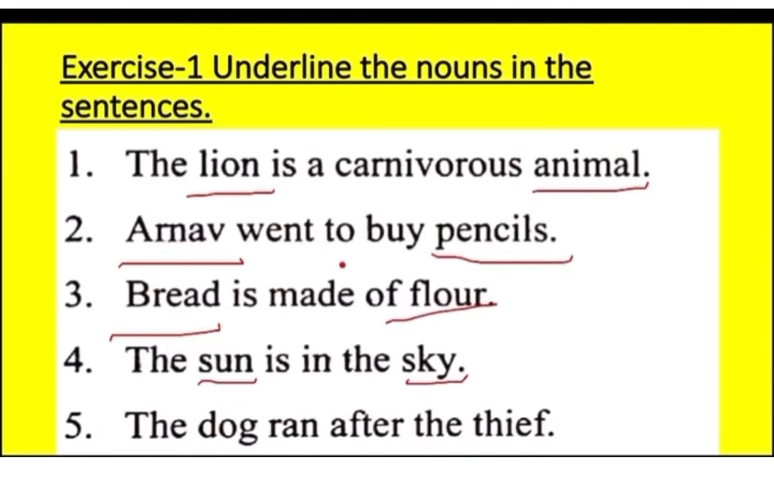 Exercise-1 Underline the nouns in the
sentences.
1. The lion is a carnivorous animal.
2. Arnav went to buy pencils.
3. Bread is made of flour.
4. The sun is in the sky.
5. The dog ran after the thief.